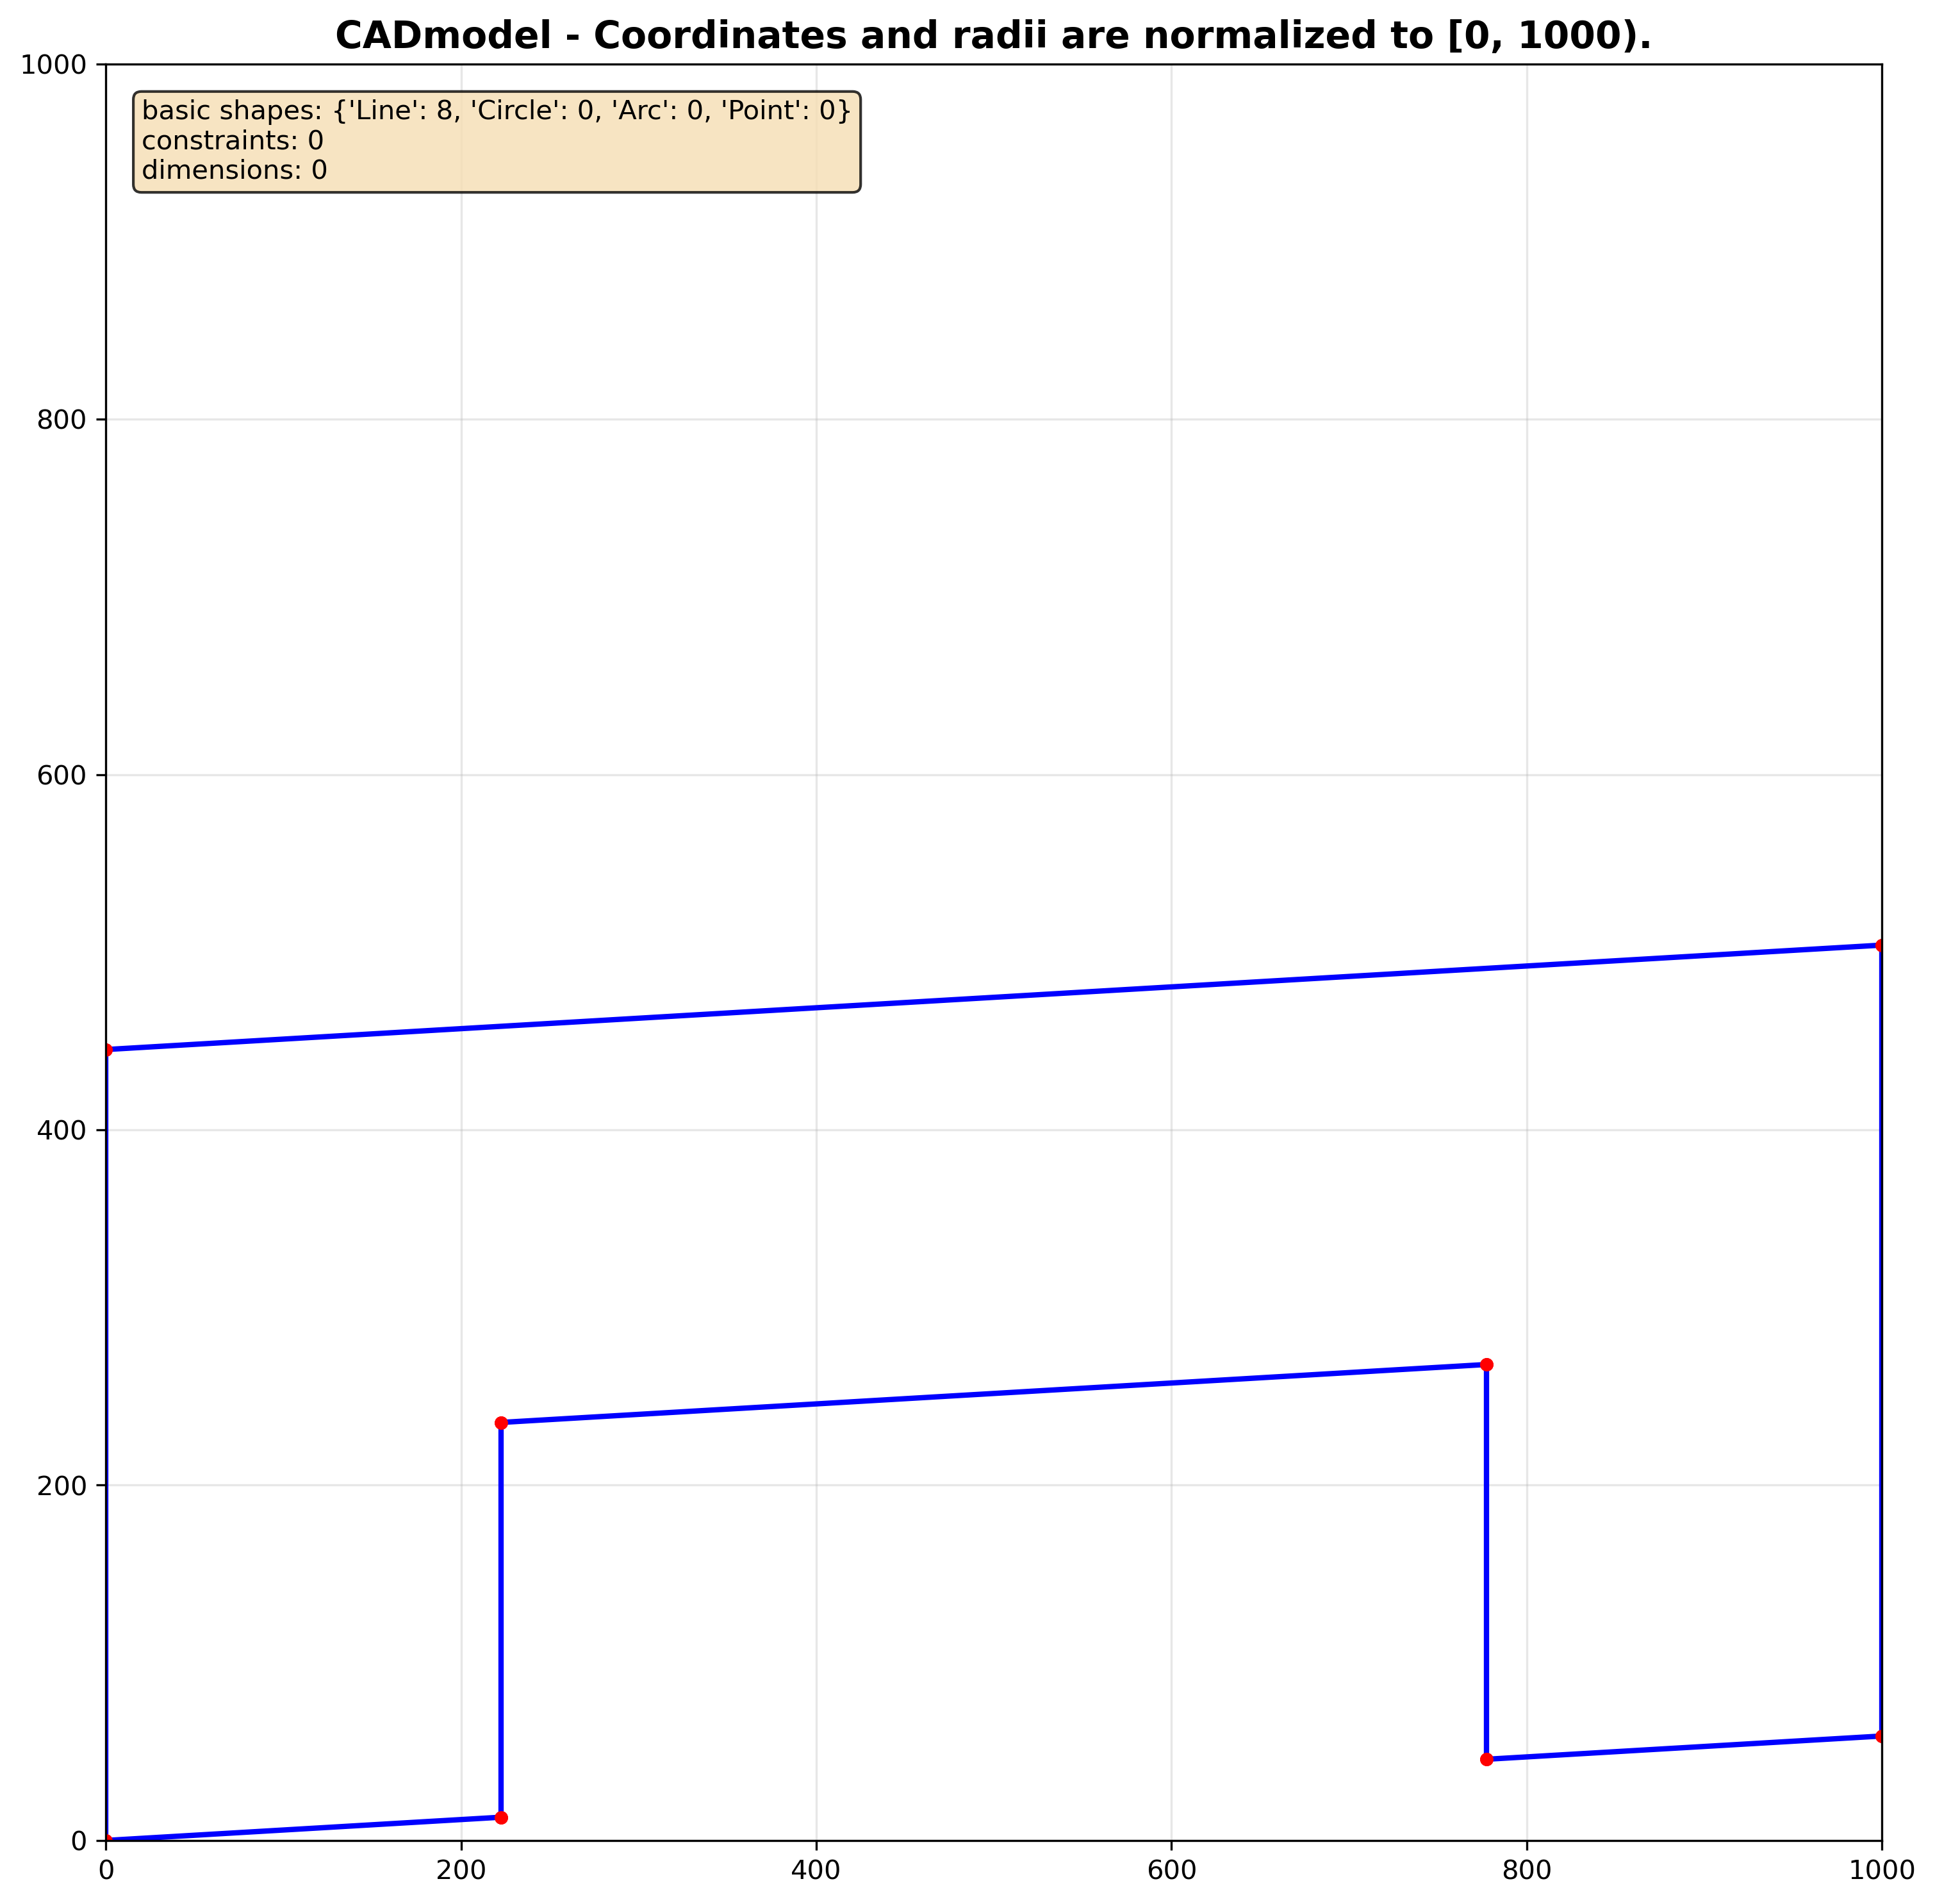 CADmodel - Coordinates and radii are normalized to [0, 1000).
basic shapes: {'Line': 8, 'Circle': 0, 'Arc': 0, 'Point': 0}
constraints: 0
dimensions: 0
1000
800
600
400
200
0
0 200 400 600 800 1000